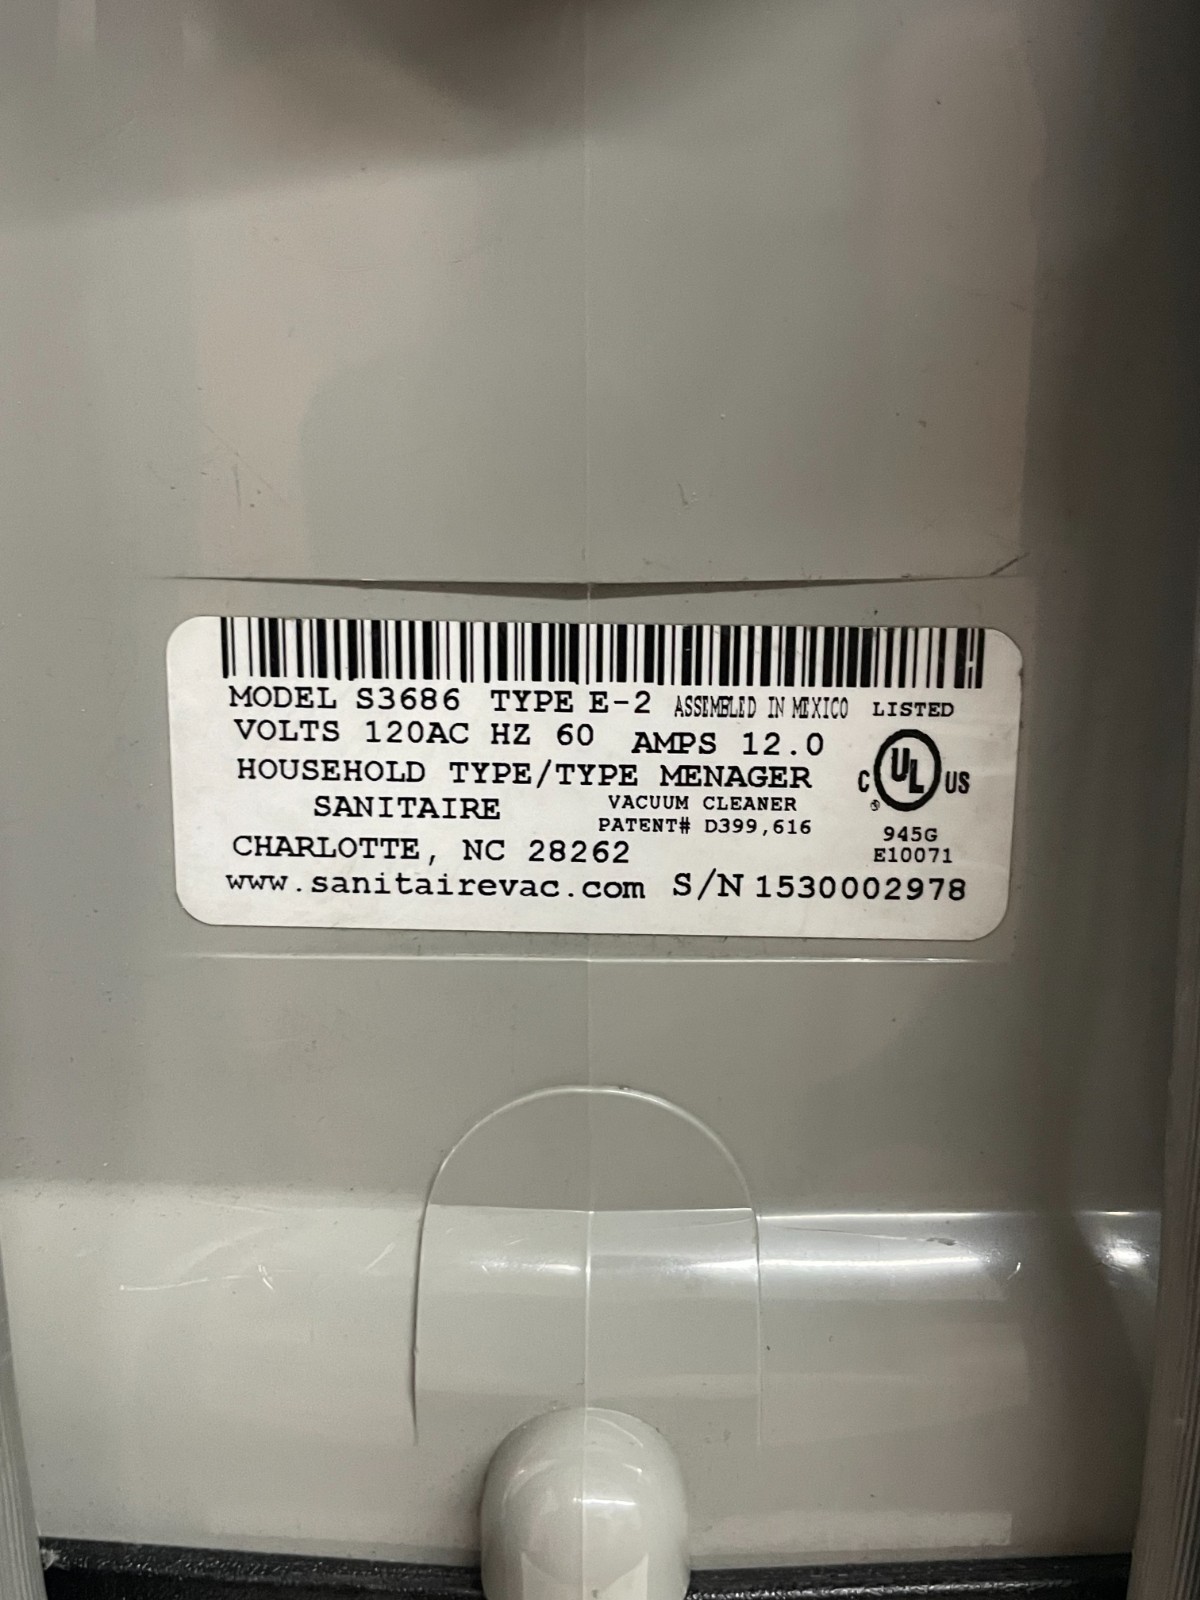 MODEL S3686 TYPE E-2 ASSEMBLED IN MEXICO LISTED
VOLTS 120AC HZ 60 AMPS 12.0
HOUSEHOLD TYPE/TYPE MENAGER
C UL US
®
SANITAIRE VACUUM CLEANER
PATENT# D399,616
945G
CHARLOTTE, NC 28262
E10071
www.sanitairevac.com S/N 1530002978